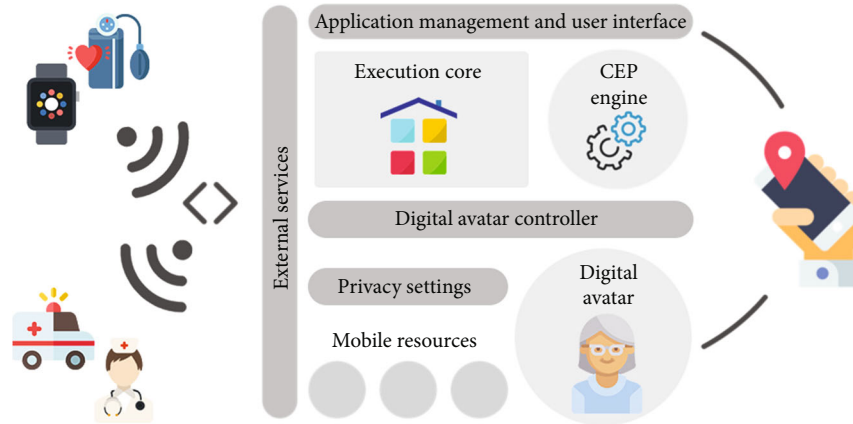 External services
Application management and user interface
Execution core
CEP
engine
Digital avatar controller
Privacy settings
Mobile resources
Digital
avatar